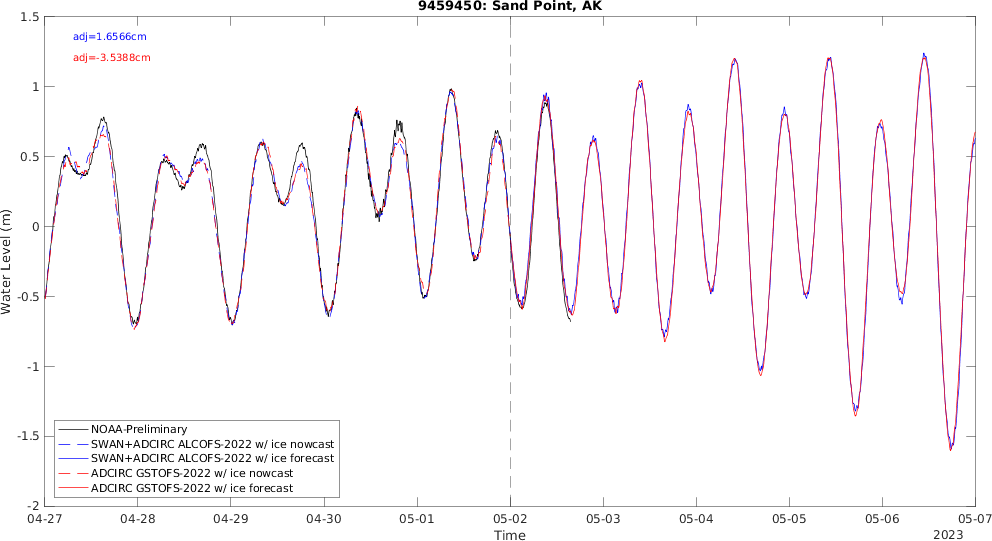 9459450: Sand Point, AK
adj=1.6566cm
adj=-3.5388cm
Water Level (m)
1.5
1
0.5
0
-0.5
-1
-1.5
-2
NOAA-Preliminary
SWAN+ADCIRC ALCOFS-2022 w/ ice nowcast
SWAN+ADCIRC ALCOFS-2022 w/ ice forecast
ADCIRC GSTOFS-2022 w/ ice nowcast
ADCIRC GSTOFS-2022 w/ ice forecast
04-27 04-28 04-29 04-30 05-01 05-02 05-03 05-04 05-05 05-06 05-07
Time
2023